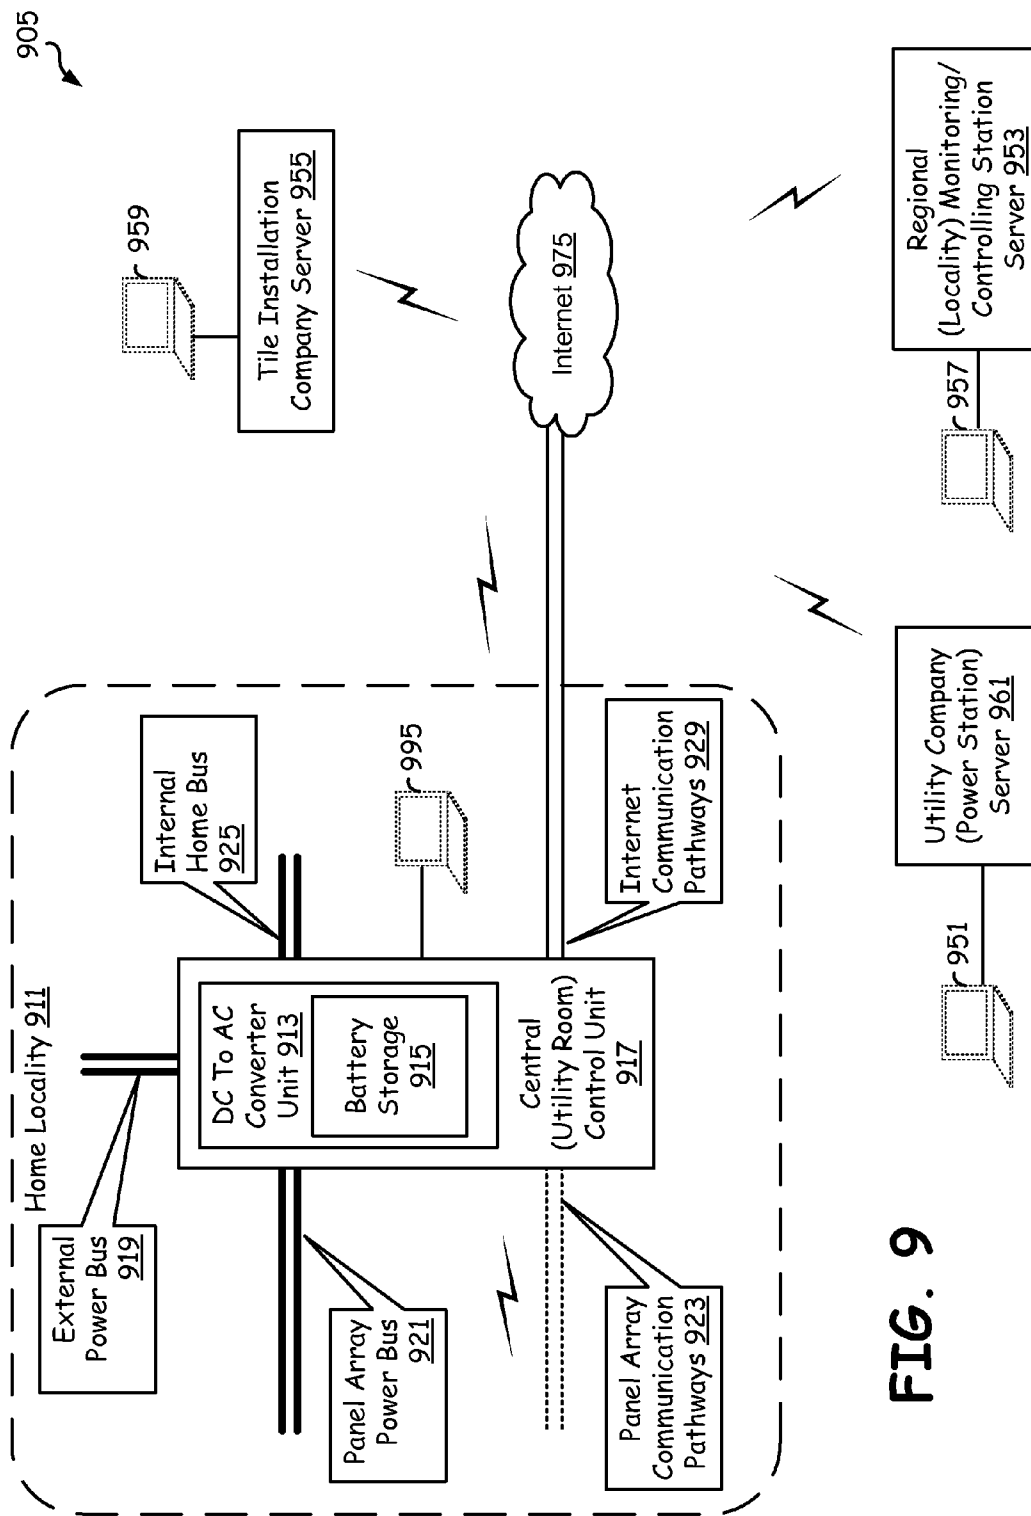 905
Home Locality 911
External
Power Bus
919
Internal
Home Bus
925
959
Tile Installation
Company Server 955
DC To AC
Converter
Unit 913
Battery
Storage
915
995
Panel Array
Power Bus
921
Central
(Utility Room)
Control Unit
917
Internet 975
Panel Array
Communication
Pathways 923
Internet
Communication
Pathways 929
951
Utility Company
(Power Station)
Server 961
957
Regional
(Locality) Monitoring/
Controlling Station
Server 953
FIG. 9